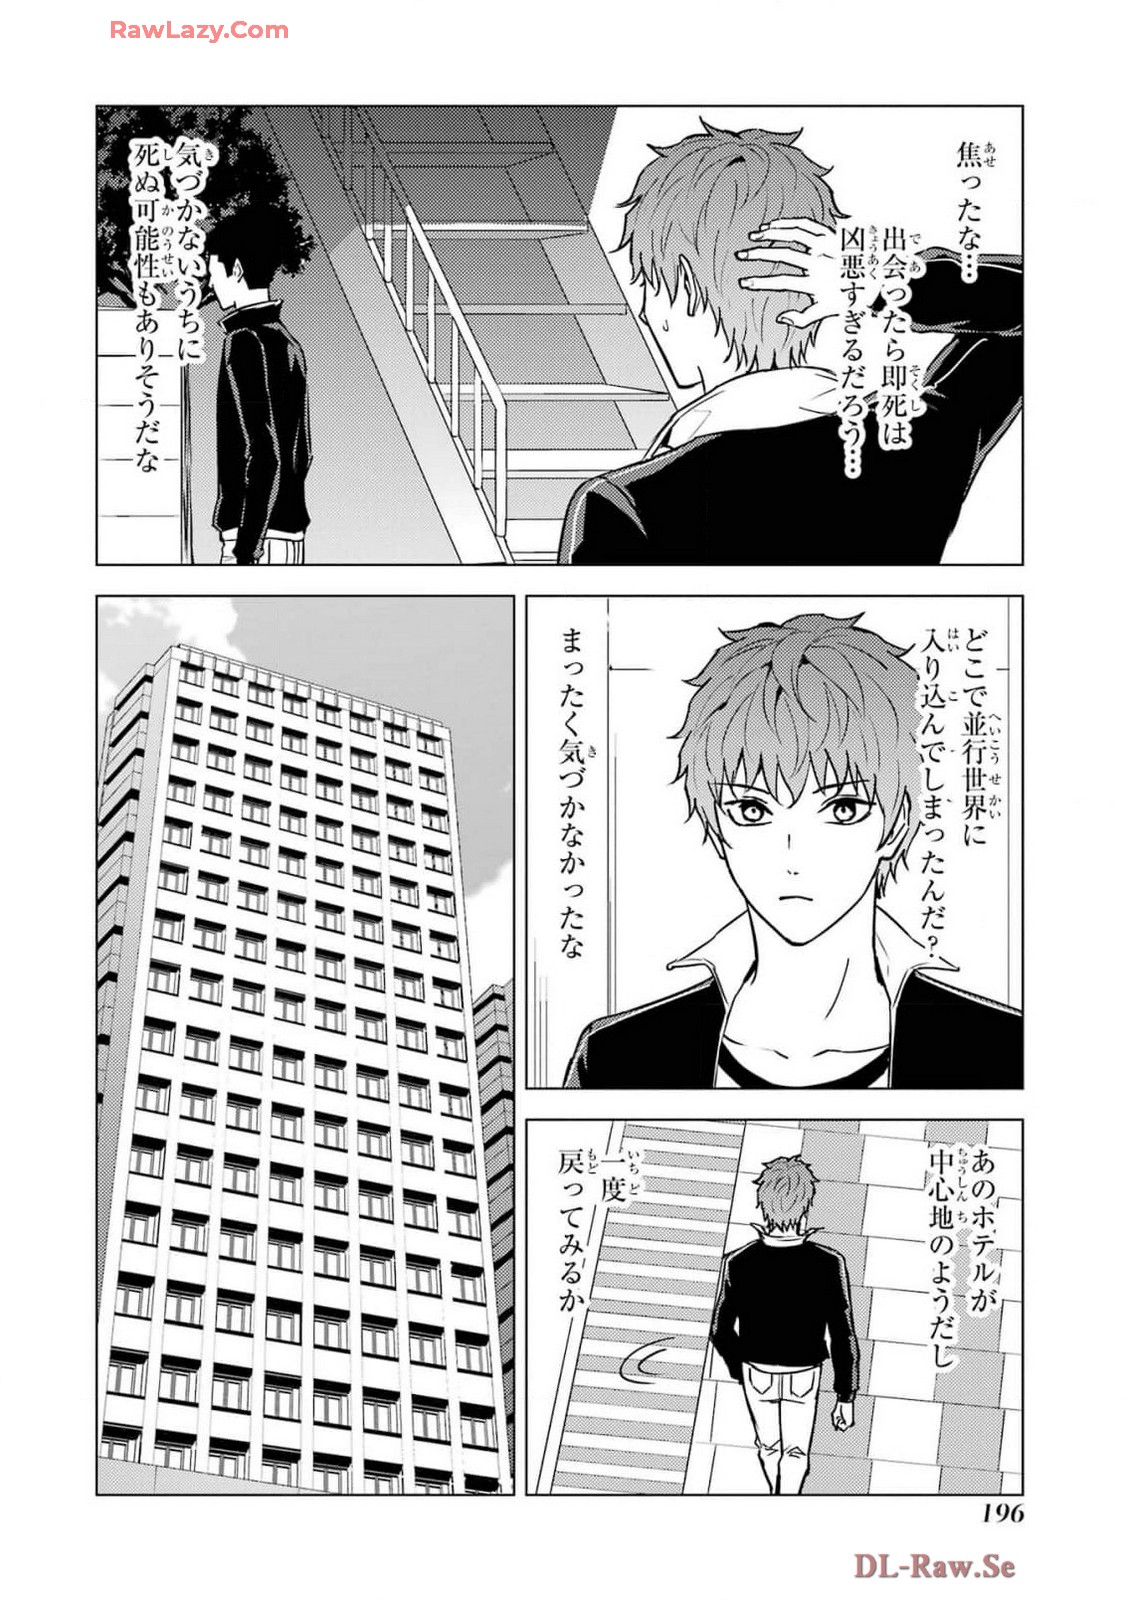 RawLazy.Com
焦ったな…
出会ったら即死は
凶悪すぎるだろう…
気づかないうちに
死ぬ可能性もありそうだな
どこで並行世界に
入り込んでしまったんだ?
まったく気づかなかったな
あのホテルが
中心地のようだし
一度
戻ってみるか
196
DL-Raw.Se